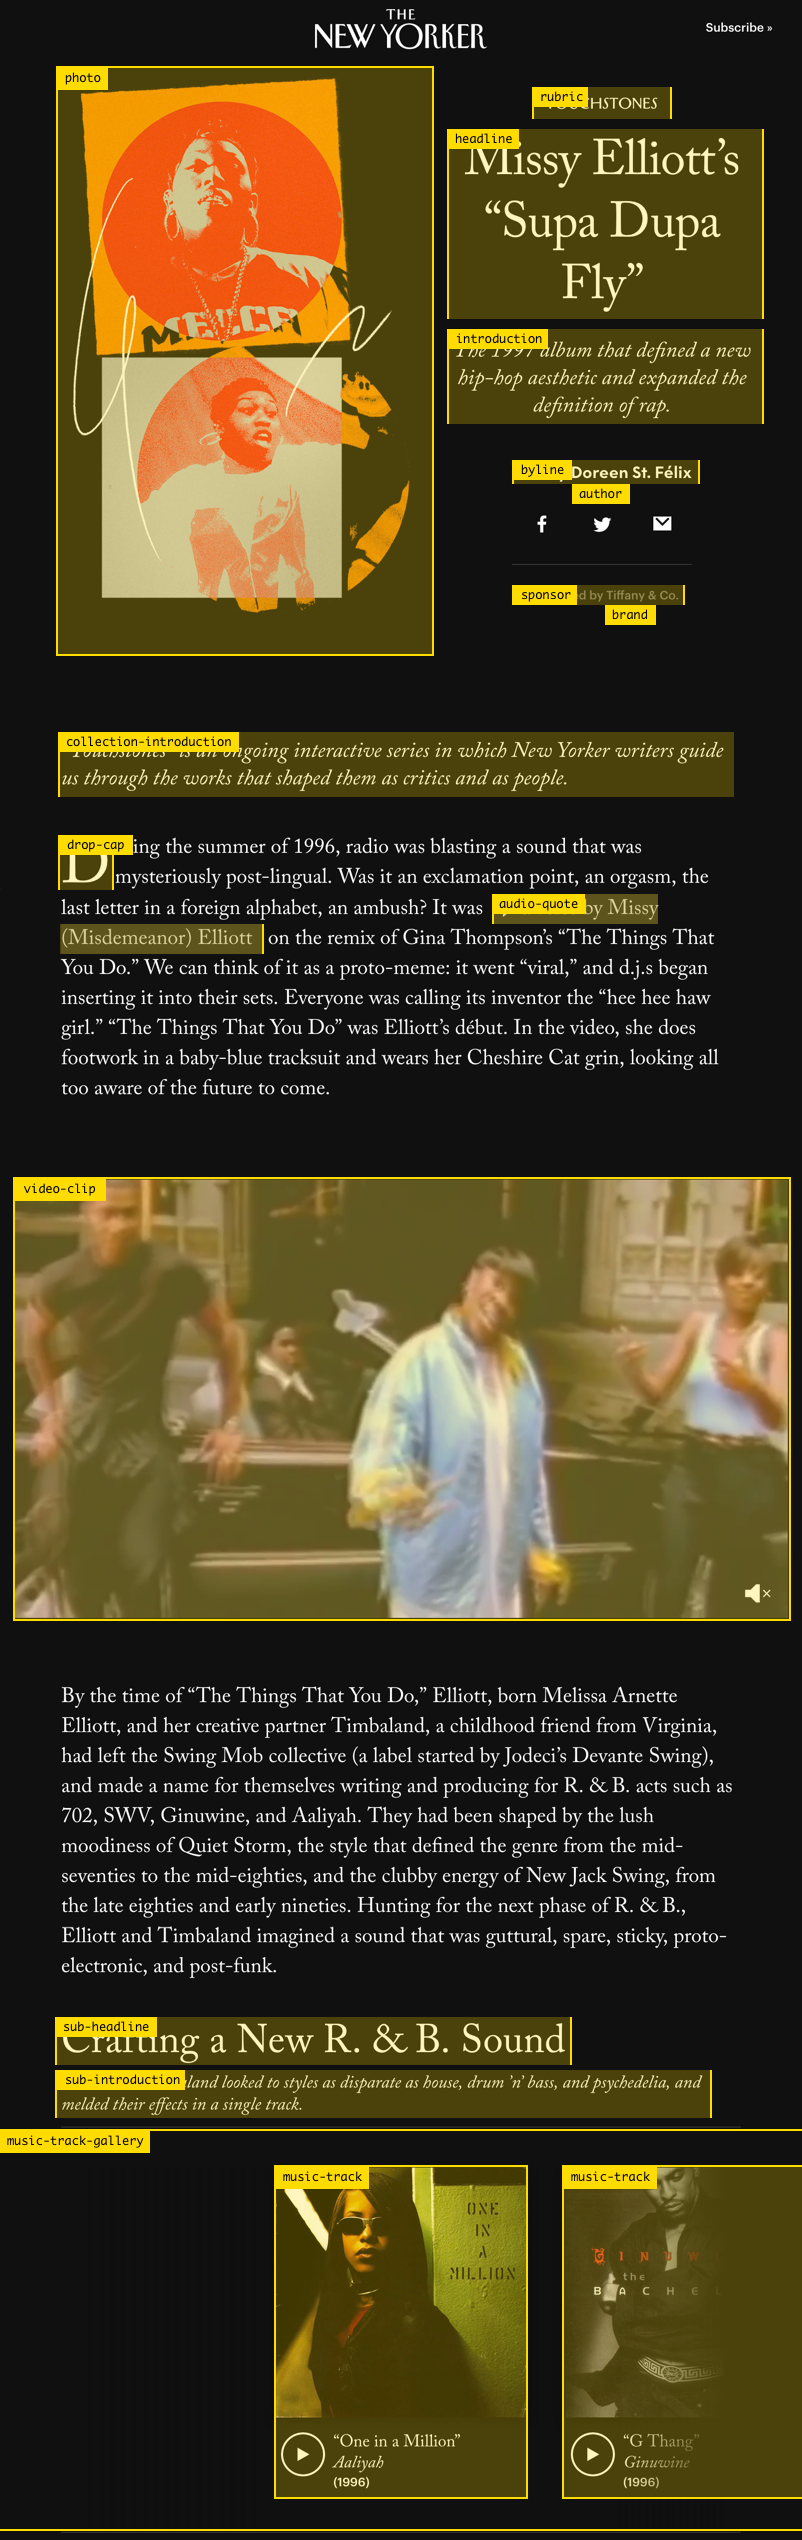 THE
NEW YORKER
Subscribe »
photo
MECCA
rubric
TOUCHSTONES
headline
Missy Elliott’s
“Supa Dupa
Fly”
introduction
The 1997 album that defined a new
hip-hop aesthetic and expanded the
definition of rap.
byline
Doreen St. Félix
author
sponsor
ed by Tiffany & Co.
brand
collection-introduction
“Touchstones” is an ongoing interactive series in which New Yorker writers guide
us through the works that shaped them as critics and as people.
drop-cap
D ing the summer of 1996, radio was blasting a sound that was
mysteriously post-lingual. Was it an exclamation point, an orgasm, the
last letter in a foreign alphabet, an ambush? It was
audio-quote
by Missy
(Misdemeanor) Elliott on the remix of Gina Thompson’s “The Things That
You Do.” We can think of it as a proto-meme: it went “viral,” and d.j.s began
inserting it into their sets. Everyone was calling its inventor the “hee hee haw
girl.” “The Things That You Do” was Elliott’s début. In the video, she does
footwork in a baby-blue tracksuit and wears her Cheshire Cat grin, looking all
too aware of the future to come.
video-clip
By the time of “The Things That You Do,” Elliott, born Melissa Arnette
Elliott, and her creative partner Timbaland, a childhood friend from Virginia,
had left the Swing Mob collective (a label started by Jodeci’s Devante Swing),
and made a name for themselves writing and producing for R. & B. acts such as
702, SWV, Ginuwine, and Aaliyah. They had been shaped by the lush
moodiness of Quiet Storm, the style that defined the genre from the mid-
seventies to the mid-eighties, and the clubby energy of New Jack Swing, from
the late eighties and early nineties. Hunting for the next phase of R. & B.,
Elliott and Timbaland imagined a sound that was guttural, spare, sticky, proto-
electronic, and post-funk.
sub-headline
Crafting a New R. & B. Sound
sub-introduction
land looked to styles as disparate as house, drum ’n’ bass, and psychedelia, and
melded their effects in a single track.
music-track-gallery
music-track
ONE
IN
A
MILLION
“One in a Million”
Aaliyah
(1996)
music-track
GINUW
the
BACHEL
“G Thang”
Ginuwine
(1996)